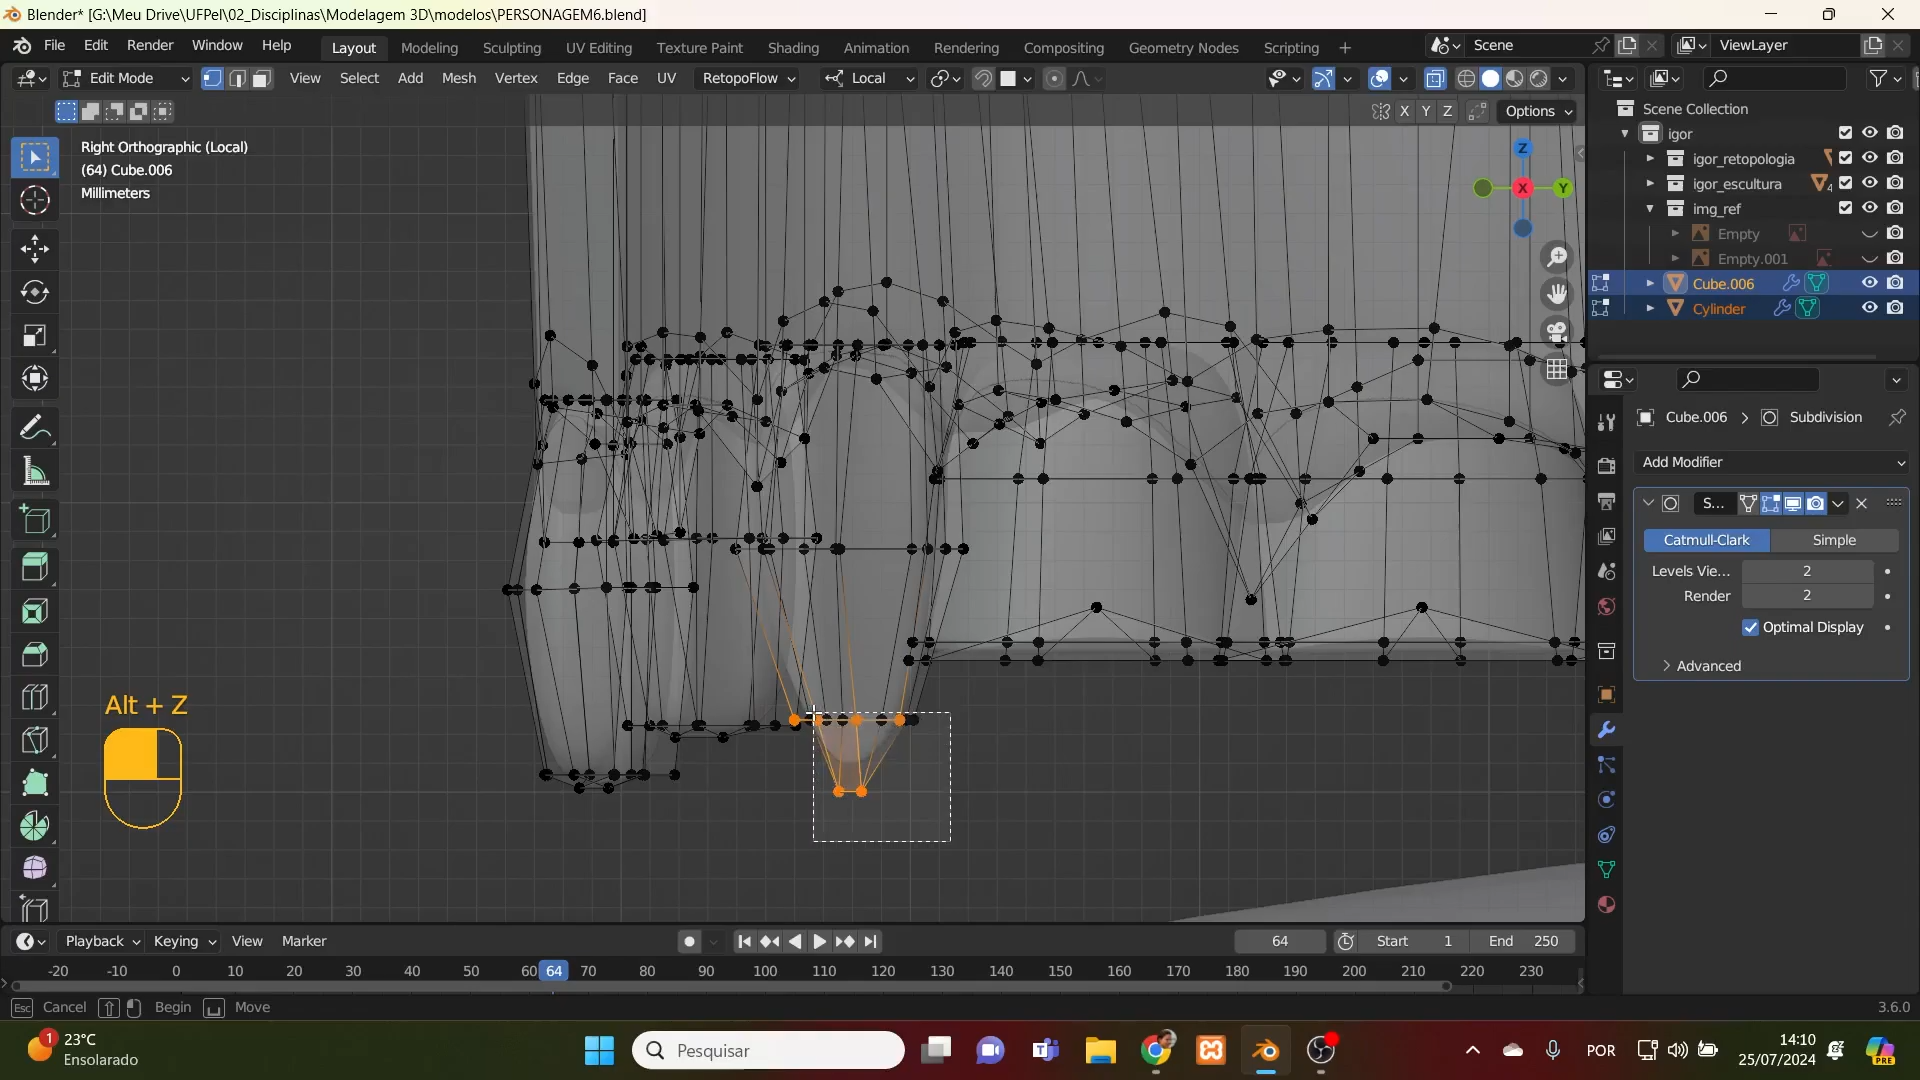 Blender* [G:\Meu Drive\UFPel\02_Disciplinas\Modelagem 3D\modelos\PERSONAGEM6.blend]
File Edit Render Window Help
Layout Modeling Sculpting UV Editing Texture Paint Shading Animation Rendering Compositing Geometry Nodes Scripting
Scene
ViewLayer
Edit Mode View Select Add Mesh Vertex Edge Face UV RetopoFlow Local
X Y Z Options
Right Orthographic (Local)
(64) Cube.006
Millimeters
Z
X
Y
Alt + Z
Scene Collection
igor
igor_retopologia
igor_escultura 4
img_ref
Empty
Empty.001
Cube.006
Cylinder
Cube.006 Subdivision
Add Modifier
S...
Catmull-Clark Simple
Levels Vie... 2
Render 2
Optimal Display
Advanced
Playback Keying View Marker
64 Start 1 End 250
-20 -10 0 10 20 30 40 50 60 64 70 80 90 100 110 120 130 140 150 160 170 180 190 200 210 220 230
Esc Cancel Begin Move
3.6.0
1
23°C
Ensolarado
Pesquisar
POR
14:10
25/07/2024
PRE